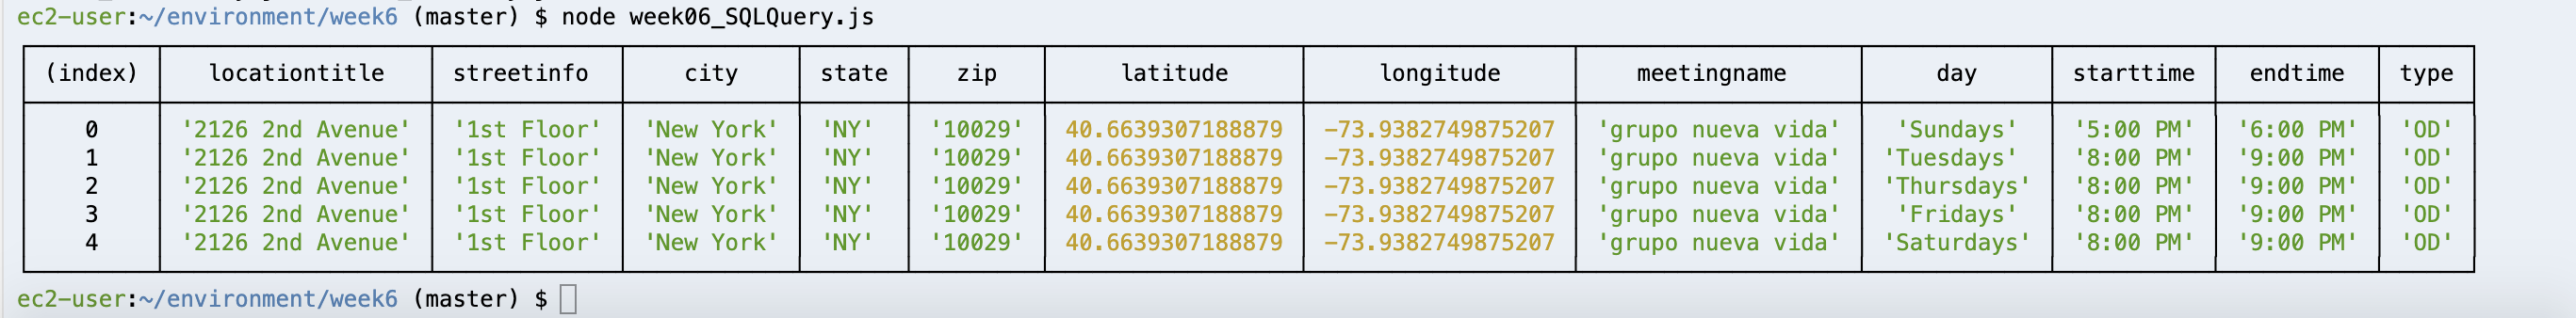 ec2-user:~/environment/week6 (master) $ node week06_SQLQuery.js
(index) locationtitle streetinfo city state zip latitude longitude meetingname day starttime endtime type
0 '2126 2nd Avenue' '1st Floor' 'New York' 'NY' '10029' 40.6639307188879 -73.9382749875207 'grupo nueva vida' 'Sundays' '5:00 PM' '6:00 PM' 'OD'
1 '2126 2nd Avenue' '1st Floor' 'New York' 'NY' '10029' 40.6639307188879 -73.9382749875207 'grupo nueva vida' 'Tuesdays' '8:00 PM' '9:00 PM' 'OD'
2 '2126 2nd Avenue' '1st Floor' 'New York' 'NY' '10029' 40.6639307188879 -73.9382749875207 'grupo nueva vida' 'Thursdays' '8:00 PM' '9:00 PM' 'OD'
3 '2126 2nd Avenue' '1st Floor' 'New York' 'NY' '10029' 40.6639307188879 -73.9382749875207 'grupo nueva vida' 'Fridays' '8:00 PM' '9:00 PM' 'OD'
4 '2126 2nd Avenue' '1st Floor' 'New York' 'NY' '10029' 40.6639307188879 -73.9382749875207 'grupo nueva vida' 'Saturdays' '8:00 PM' '9:00 PM' 'OD'
ec2-user:~/environment/week6 (master) $